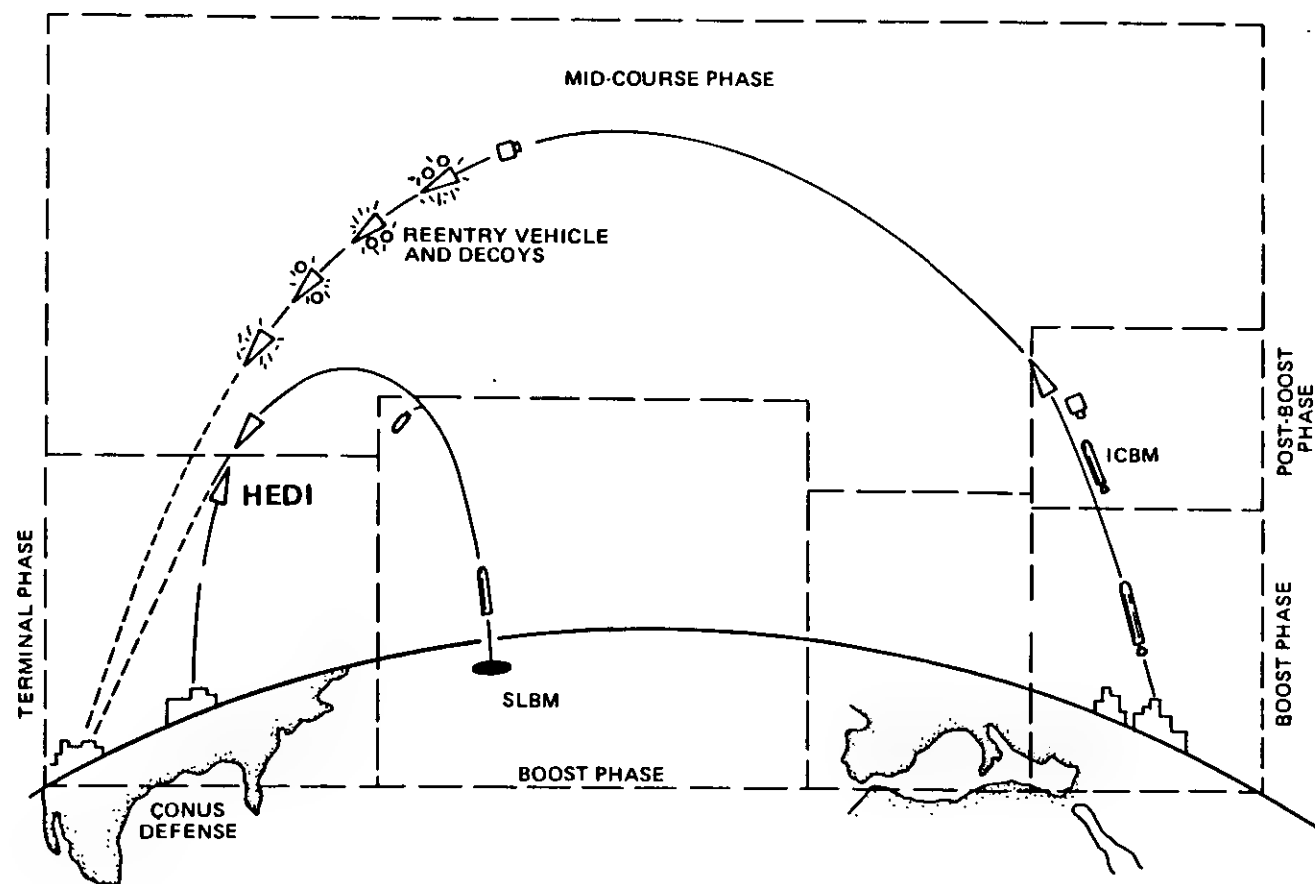 MID-COURSE PHASE
REENTRY VEHICLE
AND DECOYS
POST-BOOST
PHASE
ICBM
HEDI
TERMINAL PHASE
BOOST PHASE
SLBM
BOOST PHASE
CONUS
DEFENSE